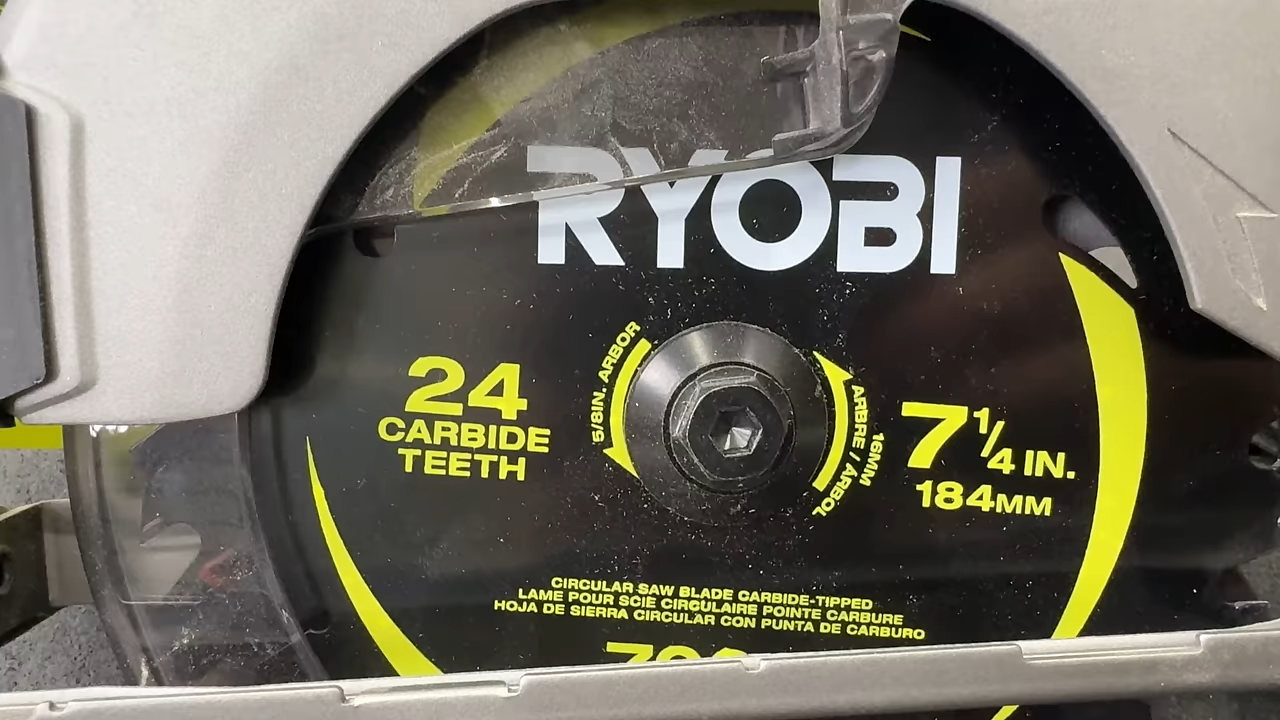 RYOBI
24
CARBIDE
TEETH
5/8IN. ARBOR
16MM
ARBRE / ARBOL
7 1/4 IN.
184MM
CIRCULAR SAW BLADE CARBIDE-TIPPED
LAME POUR SCIE CIRCULAIRE POINTE CARBURE
HOJA DE SIERRA CIRCULAR CON PUNTA DE CARBURO